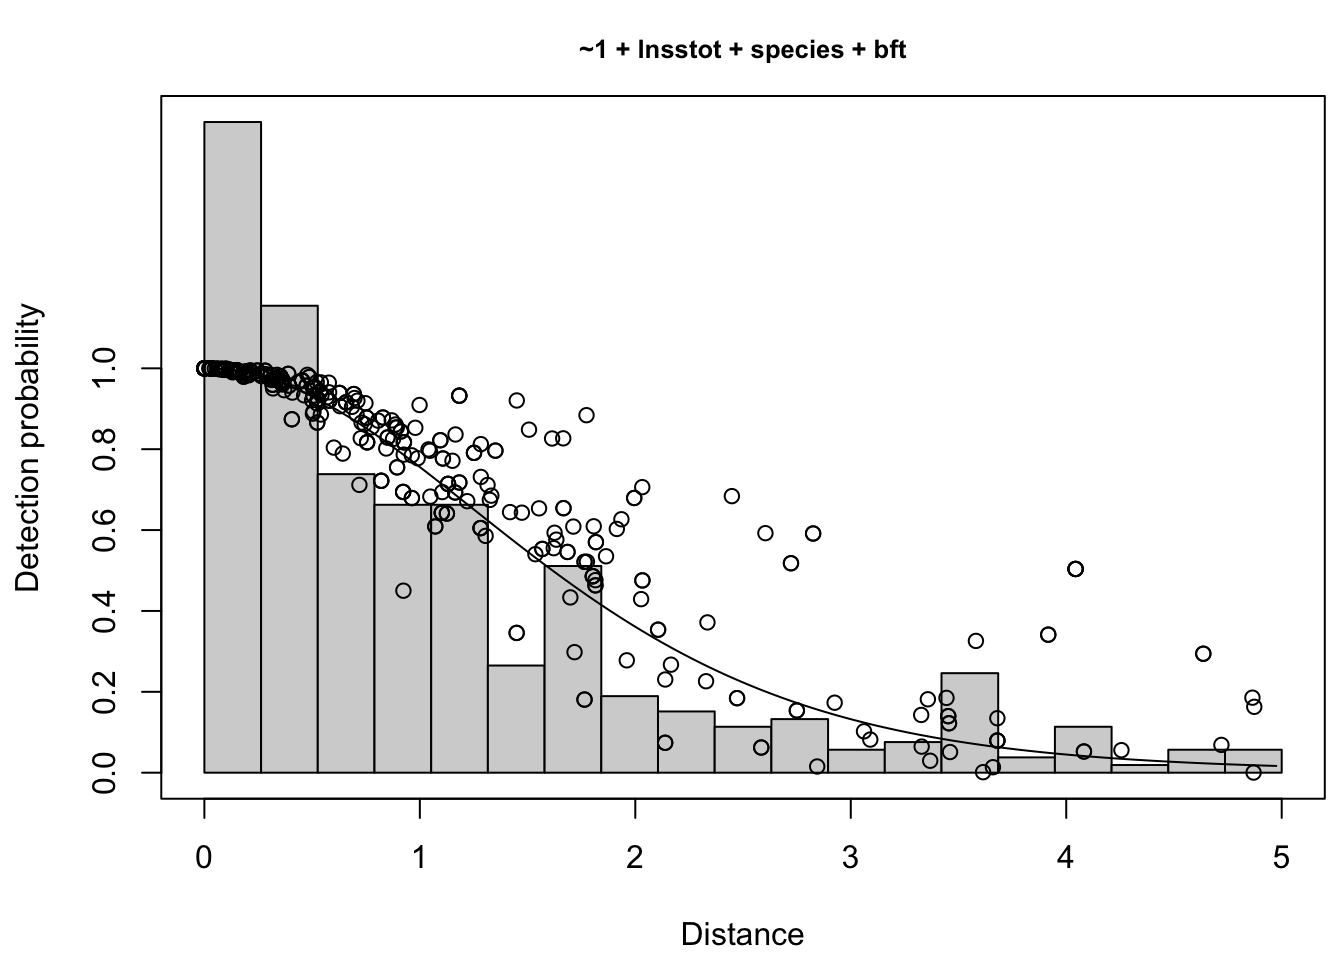 ~1 + lnsstot + species + bft
Detection probability
1.0
0.8
0.6
0.4
0.2
0.0
0 1 2 3 4 5
Distance